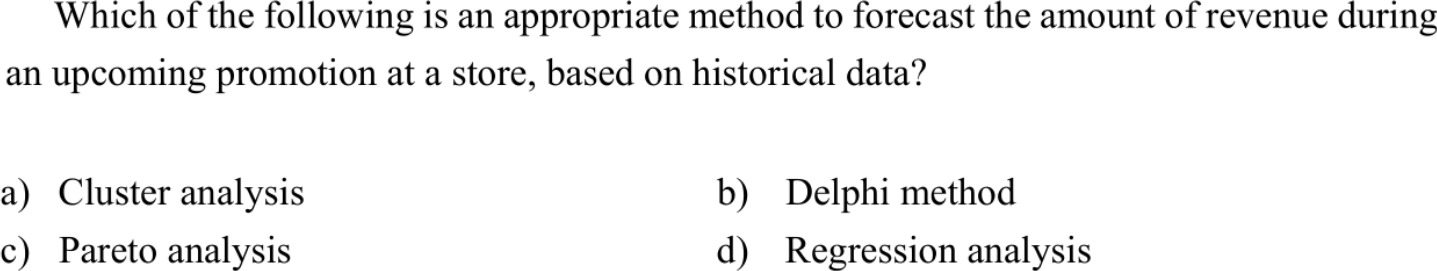 Which of the following is an appropriate method to forecast the amount of revenue during
an upcoming promotion at a store, based on historical data?
a) Cluster analysis b) Delphi method
c) Pareto analysis d) Regression analysis